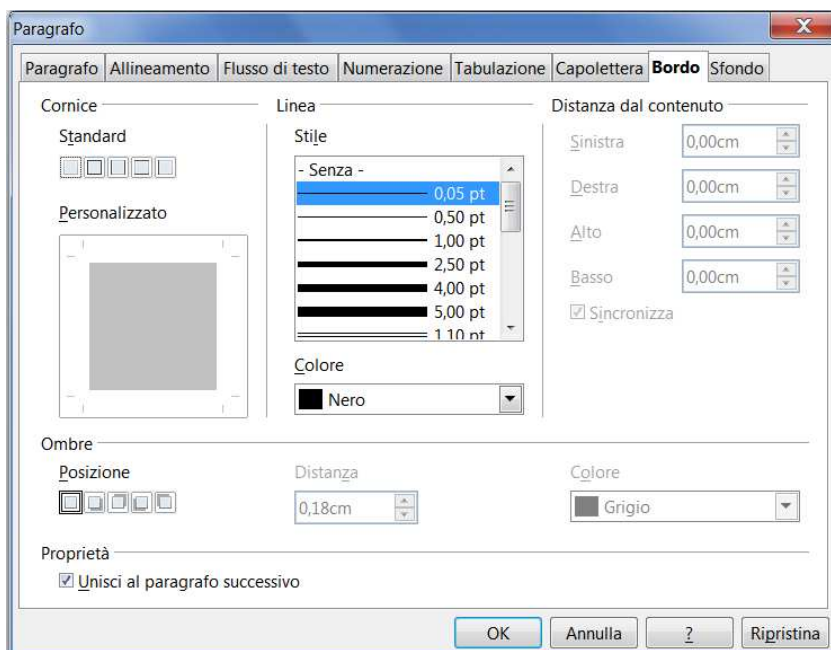 Paragrafo
Paragrafo Allineamento Flusso di testo Numerazione Tabulazione Capolettera Bordo Sfondo
Cornice
Standard
Personalizzato
Linea
Stile
- Senza -
0,05 pt
0,50 pt
1,00 pt
2,50 pt
4,00 pt
5,00 pt
1,10 pt
Colore
Nero
Distanza dal contenuto
Sinistra 0,00cm
Destra 0,00cm
Alto 0,00cm
Basso 0,00cm
Sincronizza
Ombre
Posizione
Distanza
0,18cm
Colore
Grigio
Proprietà
Unisci al paragrafo successivo
OK Annulla ? Ripristina